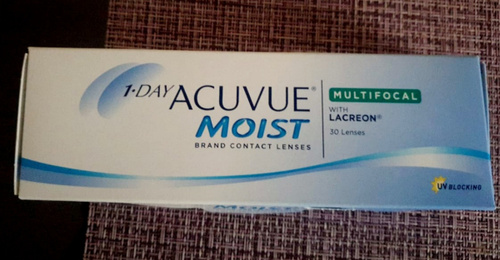 1·DAY ACUVUE®
MOIST
BRAND CONTACT LENSES
MULTIFOCAL
WITH
LACREON®
30 Lenses
UV BLOCKING